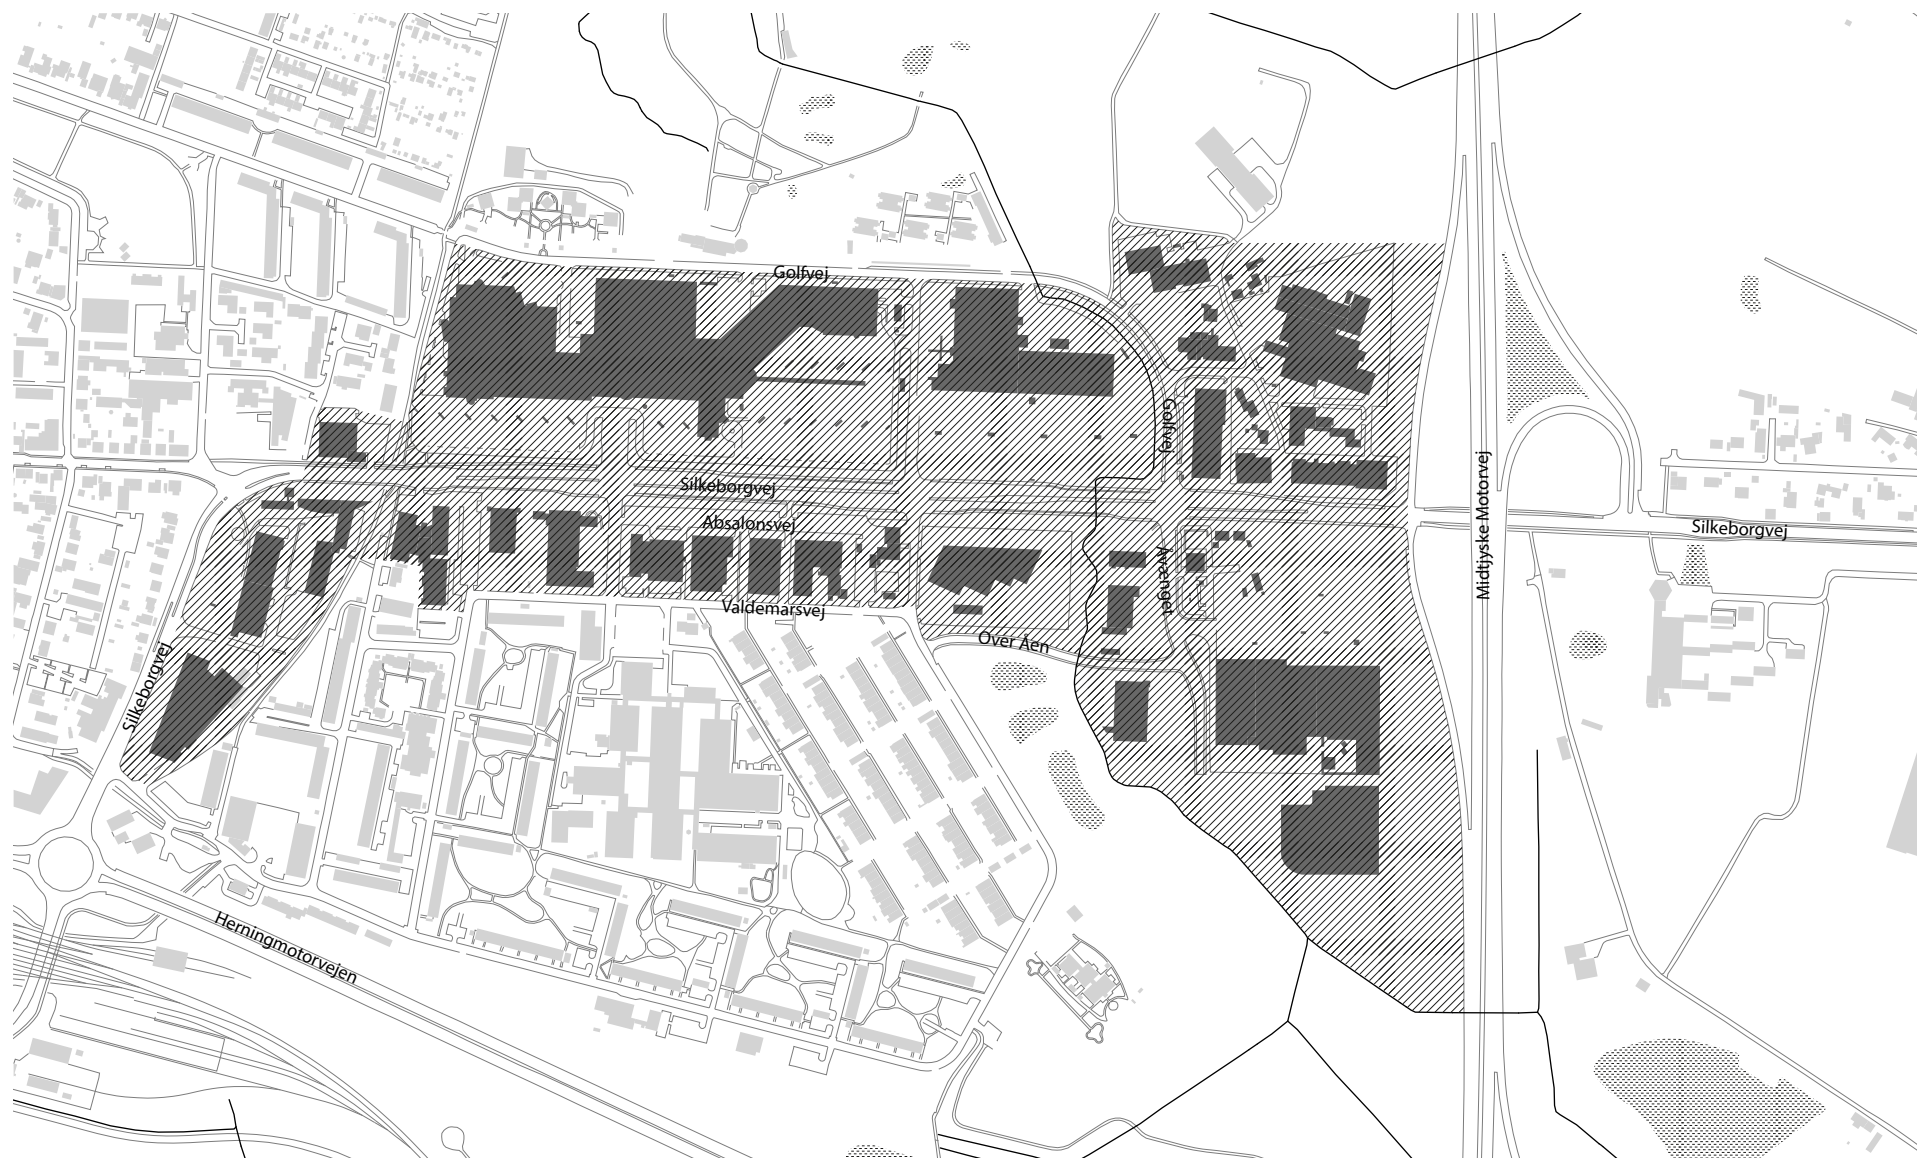 Golfvej
Golfvej
Silkeborgvej
Absalonsvej
Midtjyske Motorvej
Silkeborgvej
Åvænget
Valdemarsvej
Over Åen
Silkeborgvej
Herningmotorvejen